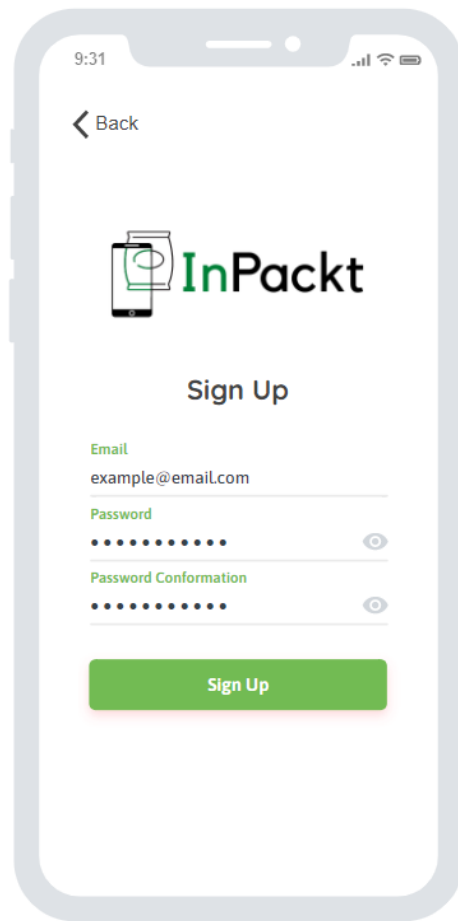 9:31
Back
InPackt
Sign Up
Email
example@email.com
Password
•••••••••••
Password Conformation
•••••••••••
Sign Up